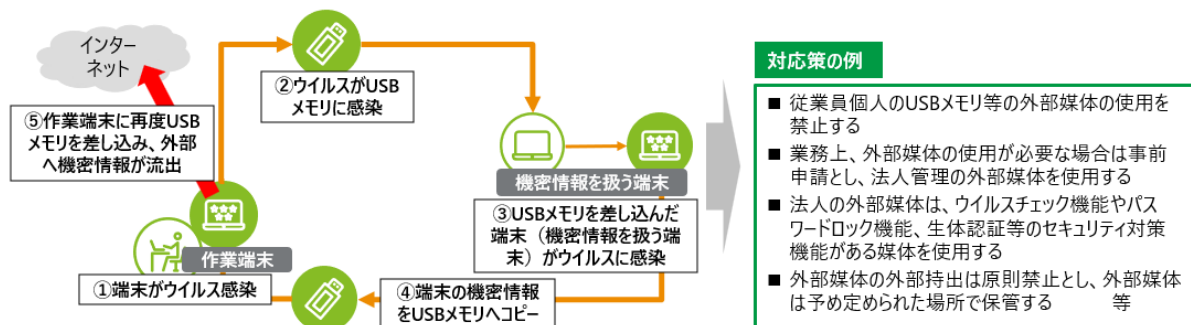 インター
ネット
②ウイルスがUSB
メモリに感染
⑤作業端末に再度USB
メモリを差し込み、外部
へ機密情報が流出
機密情報を扱う端末
③USBメモリを差し込んだ
端末（機密情報を扱う端
末）がウイルスに感染
作業端末
①端末がウイルス感染
④端末の機密情報
をUSBメモリへコピー
対応策の例
■ 従業員個人のUSBメモリ等の外部媒体の使用を
禁止する
■ 業務上、外部媒体の使用が必要な場合は事前
申請とし、法人管理の外部媒体を使用する
■ 法人の外部媒体は、ウイルスチェック機能やパス
ワードロック機能、生体認証等のセキュリティ対策
機能がある媒体を使用する
■ 外部媒体の外部持出は原則禁止とし、外部媒体
は予め定められた場所で保管する　　等